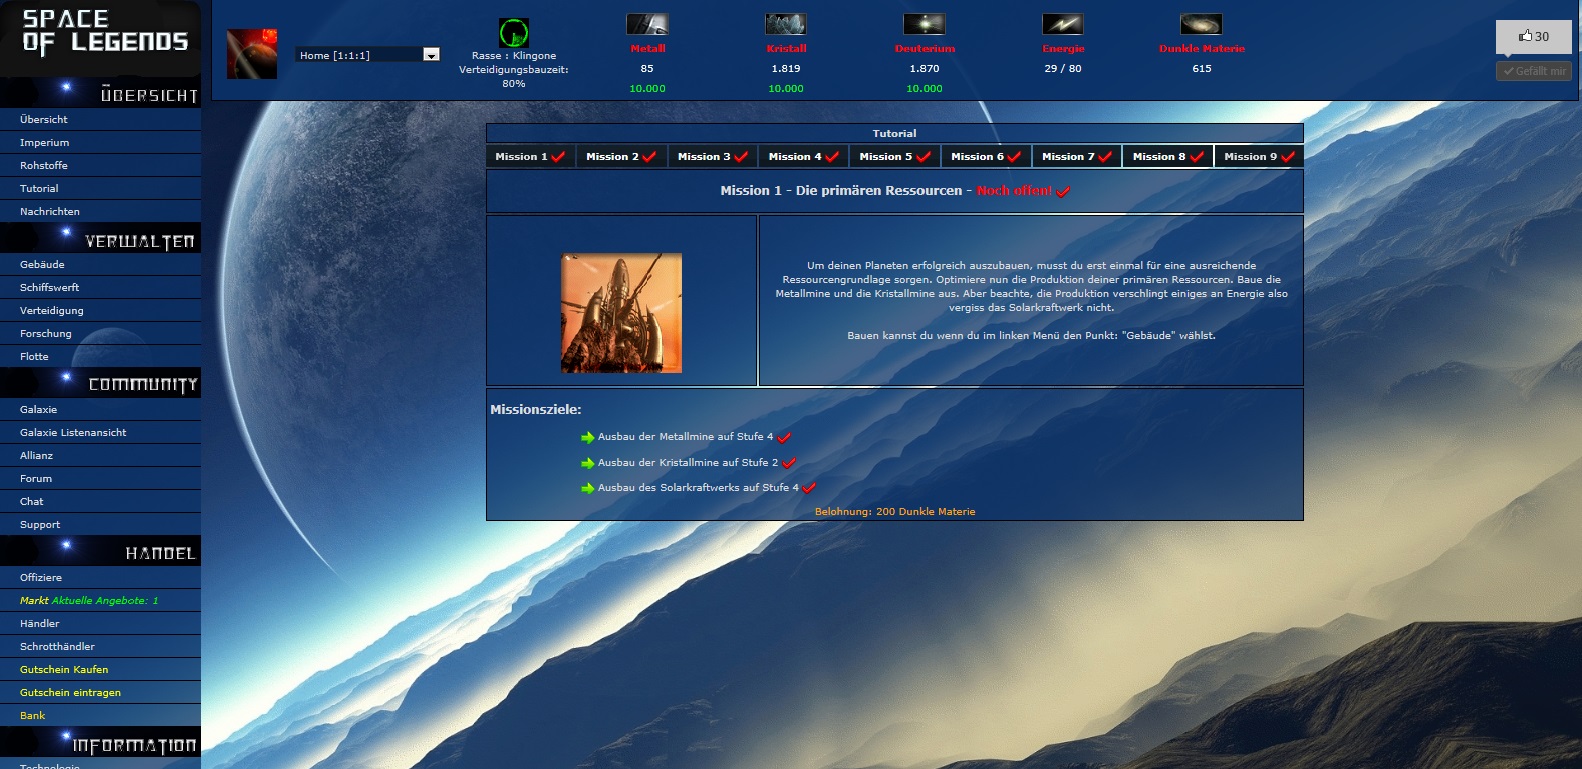 SPACE
OF LEGENDS
ÜBERSICHT
Übersicht
Imperium
Rohstoffe
Tutorial
Nachrichten
VERWALTEN
Gebäude
Schiffswerft
Verteidigung
Forschung
Flotte
COMMUNITY
Galaxie
Galaxie Listenansicht
Allianz
Forum
Chat
Support
HANDEL
Offiziere
Markt Aktuelle Angebote: 1
Händler
Schrotthändler
Gutschein Kaufen
Gutschein eintragen
Bank
INFORMATION
Technologie
Home [1:1:1]
Rasse : Klingone
Verteidigungsbauzeit:
80%
Metall
85
10.000
Kristall
1.819
10.000
Deuterium
1.870
10.000
Energie
29 / 80
Dunkle Materie
615
30
Gefällt mir
Tutorial
Mission 1 Mission 2 Mission 3 Mission 4 Mission 5 Mission 6 Mission 7 Mission 8 Mission 9
Mission 1 - Die primären Ressourcen - Noch offen!
Um deinen Planeten erfolgreich auszubauen, musst du erst einmal für eine ausreichende
Ressourcengrundlage sorgen. Optimiere nun die Produktion deiner primären Ressourcen. Baue die
Metallmine und die Kristallmine aus. Aber beachte, die Produktion verschlingt einiges an Energie also
vergiss das Solarkraftwerk nicht.
Bauen kannst du wenn du im linken Menü den Punkt: "Gebäude" wählst.
Missionsziele:
Ausbau der Metallmine auf Stufe 4
Ausbau der Kristallmine auf Stufe 2
Ausbau des Solarkraftwerks auf Stufe 4
Belohnung: 200 Dunkle Materie